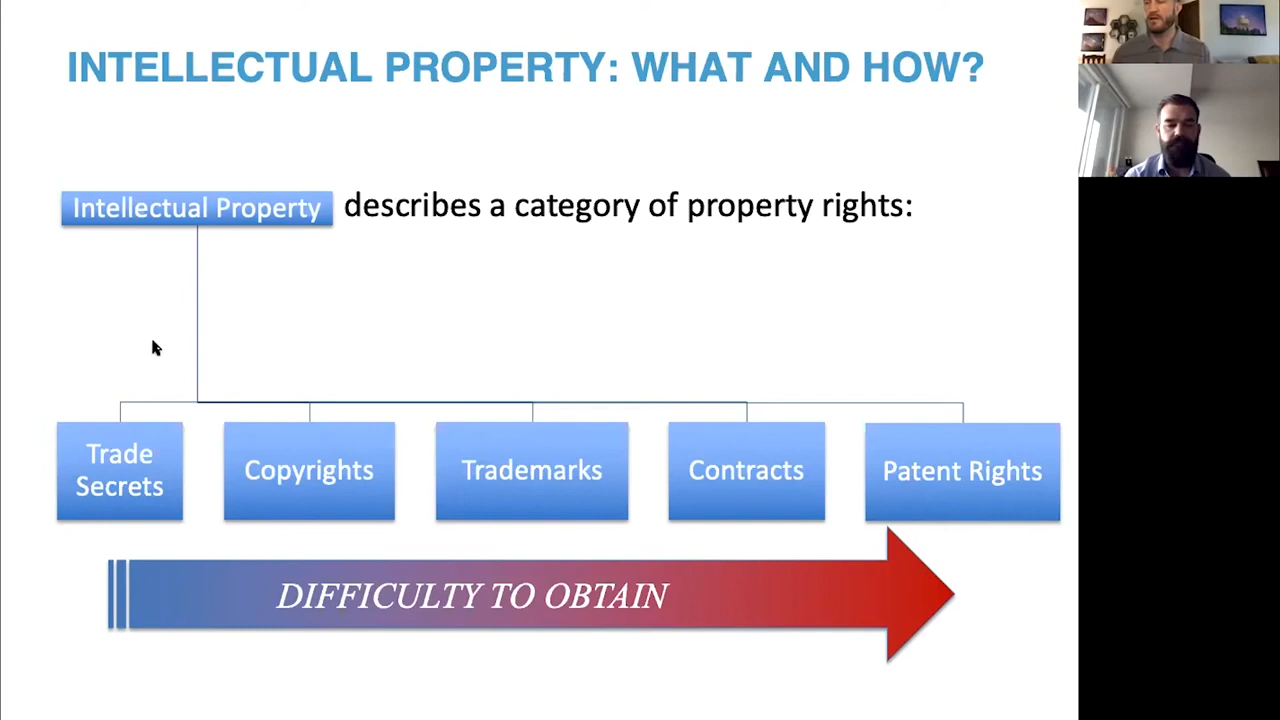 INTELLECTUAL PROPERTY: WHAT AND HOW?
Intellectual Property describes a category of property rights:
Trade
Secrets
Copyrights
Trademarks
Contracts
Patent Rights
DIFFICULTY TO OBTAIN